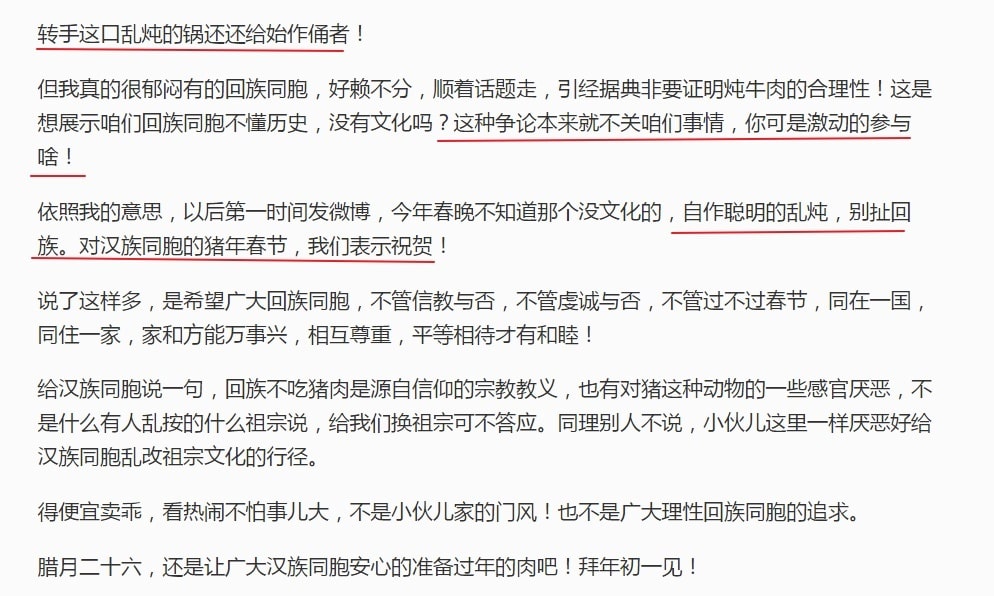 转手这口乱炖的锅还还给始作俑者！
但我真的很郁闷有的回族同胞，好赖不分，顺着话题走，引经据典非要证明炖牛肉的合理性！这是
想展示咱们回族同胞不懂历史，没有文化吗？这种争论本来就不关咱们事情，你可是激动的参与
啥！
依照我的意思，以后第一时间发微博，今年春晚不知道那个没文化的，自作聪明的乱炖，别扯回
族。对汉族同胞的猪年春节，我们表示祝贺！
说了这样多，是希望广大回族同胞，不管信教与否，不管虔诚与否，不管过不过春节，同在一国，
同住一家，家和方能万事兴，相互尊重，平等相待才有和睦！
给汉族同胞说一句，回族不吃猪肉是源自信仰的宗教教义，也有对猪这种动物的一些感官厌恶，不
是什么有人乱按的什么祖宗说，给我们换祖宗可不答应。同理别人不说，小伙儿这里一样厌恶好给
汉族同胞乱改祖宗文化的行径。
得便宜卖乖，看热闹不怕事儿大，不是小伙儿家的门风！也不是广大理性回族同胞的追求。
腊月二十六，还是让广大汉族同胞安心的准备过年的肉吧！拜年初一见！